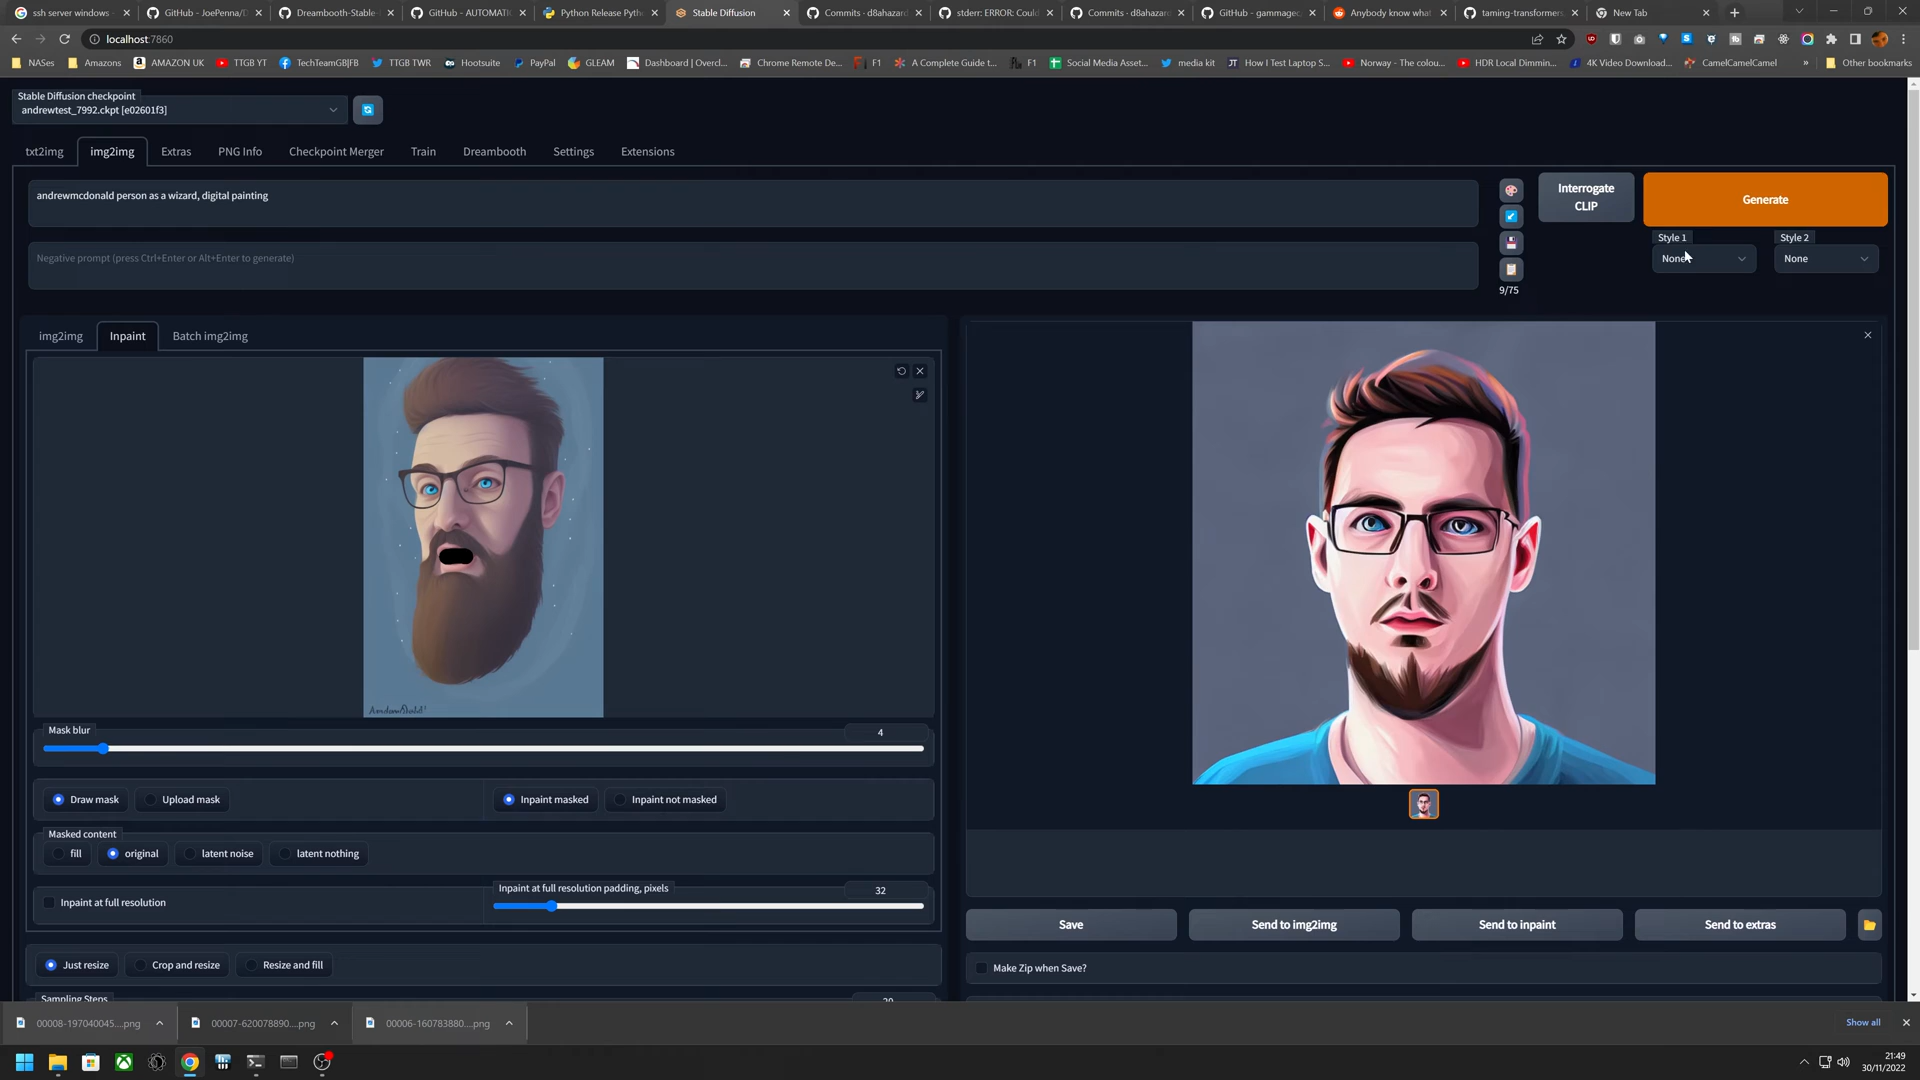 ssh server windows
GitHub - JoePenna/D
Dreambooth-Stable-
GitHub - AUTOMATIC
Python Release Pyth
Stable Diffusion
Commits · d8ahazard
stderr: ERROR: Could
Commits · d8ahazard
GitHub - gammagec
Anybody know what
taming-transformers
New Tab
localhost:7860
NASes
Amazons
AMAZON UK
TTGB YT
TechTeamGB|FB
TTGB TWR
Hootsuite
PayPal
GLEAM
Dashboard | Overcl...
Chrome Remote De...
F1
A Complete Guide t...
F1
Social Media Asset...
media kit
How I Test Laptop S...
Norway - The colou...
HDR Local Dimmin...
4K Video Download...
CamelCamelCamel
»
Other bookmarks
Stable Diffusion checkpoint
andrewtest_7992.ckpt [e02601f3]
txt2img
img2img
Extras
PNG Info
Checkpoint Merger
Train
Dreambooth
Settings
Extensions
andrewmcdonald person as a wizard, digital painting
Interrogate
CLIP
Generate
Style 1
Style 2
None
None
Negative prompt (press Ctrl+Enter or Alt+Enter to generate)
9/75
img2img
Inpaint
Batch img2img
Mask blur
4
Draw mask
Upload mask
Inpaint masked
Inpaint not masked
Masked content
fill
original
latent noise
latent nothing
Inpaint at full resolution
Inpaint at full resolution padding, pixels
32
Save
Send to img2img
Send to inpaint
Send to extras
Just resize
Crop and resize
Resize and fill
Make Zip when Save?
Sampling Steps
20
00008-197040045....png
00007-620078890....png
00006-160783880....png
Show all
21:49
30/11/2022